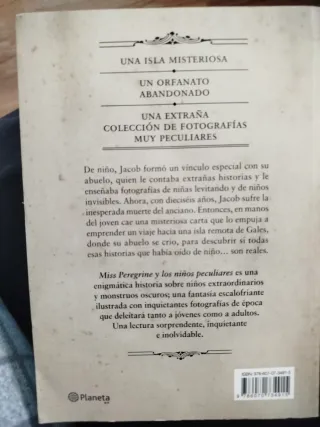 UNA ISLA MISTERIOSA
UN ORFANATO
ABANDONADO
UNA EXTRAÑA
COLECCIÓN DE FOTOGRAFÍAS
MUY PECULIARES
De niño, Jacob formó un vínculo especial con su
abuelo, quien le contaba extrañas historias y le
enseñaba fotografías de niñas levitando y de niños
invisibles. Ahora, con dieciséis años, Jacob sufre la
inesperada muerte del anciano. Entonces, en manos
del joven cae una misteriosa carta que lo empuja a
emprender un viaje hacia una isla remota de Gales,
donde su abuelo se crio, para descubrir si todas
esas historias que había oído de niño... son reales.
Miss Peregrine y los niños peculiares es una
enigmática historia sobre niños extraordinarios
y monstruos oscuros; una fantasía escalofriante
ilustrada con inquietantes fotografías de época
que deleitará tanto a jóvenes como a adultos.
Una lectura sorprendente, inquietante
e inolvidable.
Planeta